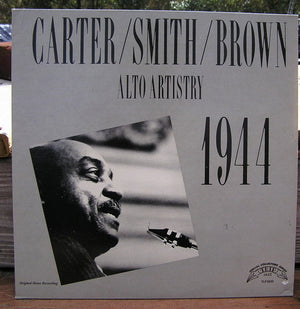 CARTER/SMITH/BROWN
ALTO ARTISTRY
1944
Original Mono Recording